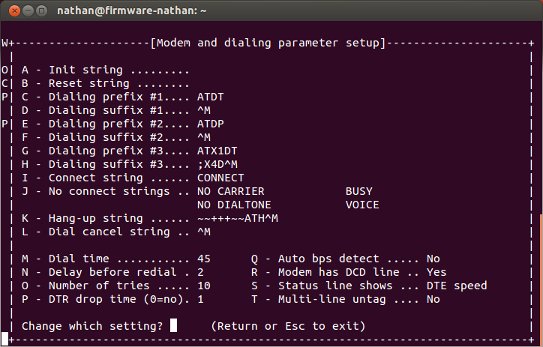 nathan@firmware-nathan: ~
W+--------------------[Modem and dialing parameter setup]---------------------+
| |
O| A - Init string ......... |
C| B - Reset string ........ |
P| C - Dialing prefix #1.... ATDT |
| D - Dialing suffix #1.... ^M |
P| E - Dialing prefix #2.... ATDP |
| F - Dialing suffix #2.... ^M |
| G - Dialing prefix #3.... ATX1DT |
| H - Dialing suffix #3.... ;X4D^M |
| I - Connect string ...... CONNECT |
| J - No connect strings .. NO CARRIER BUSY |
| NO DIALTONE VOICE |
| K - Hang-up string ...... ~~+++~~ATH^M |
| L - Dial cancel string .. ^M |
| |
| M - Dial time ........... 45 Q - Auto bps detect ..... No |
| N - Delay before redial . 2 R - Modem has DCD line .. Yes |
| O - Number of tries ..... 10 S - Status line shows ... DTE speed |
| P - DTR drop time (0=no). 1 T - Multi-line untag .... No |
| |
| Change which setting? (Return or Esc to exit) |
+-----------------------------------------------------------------------------+